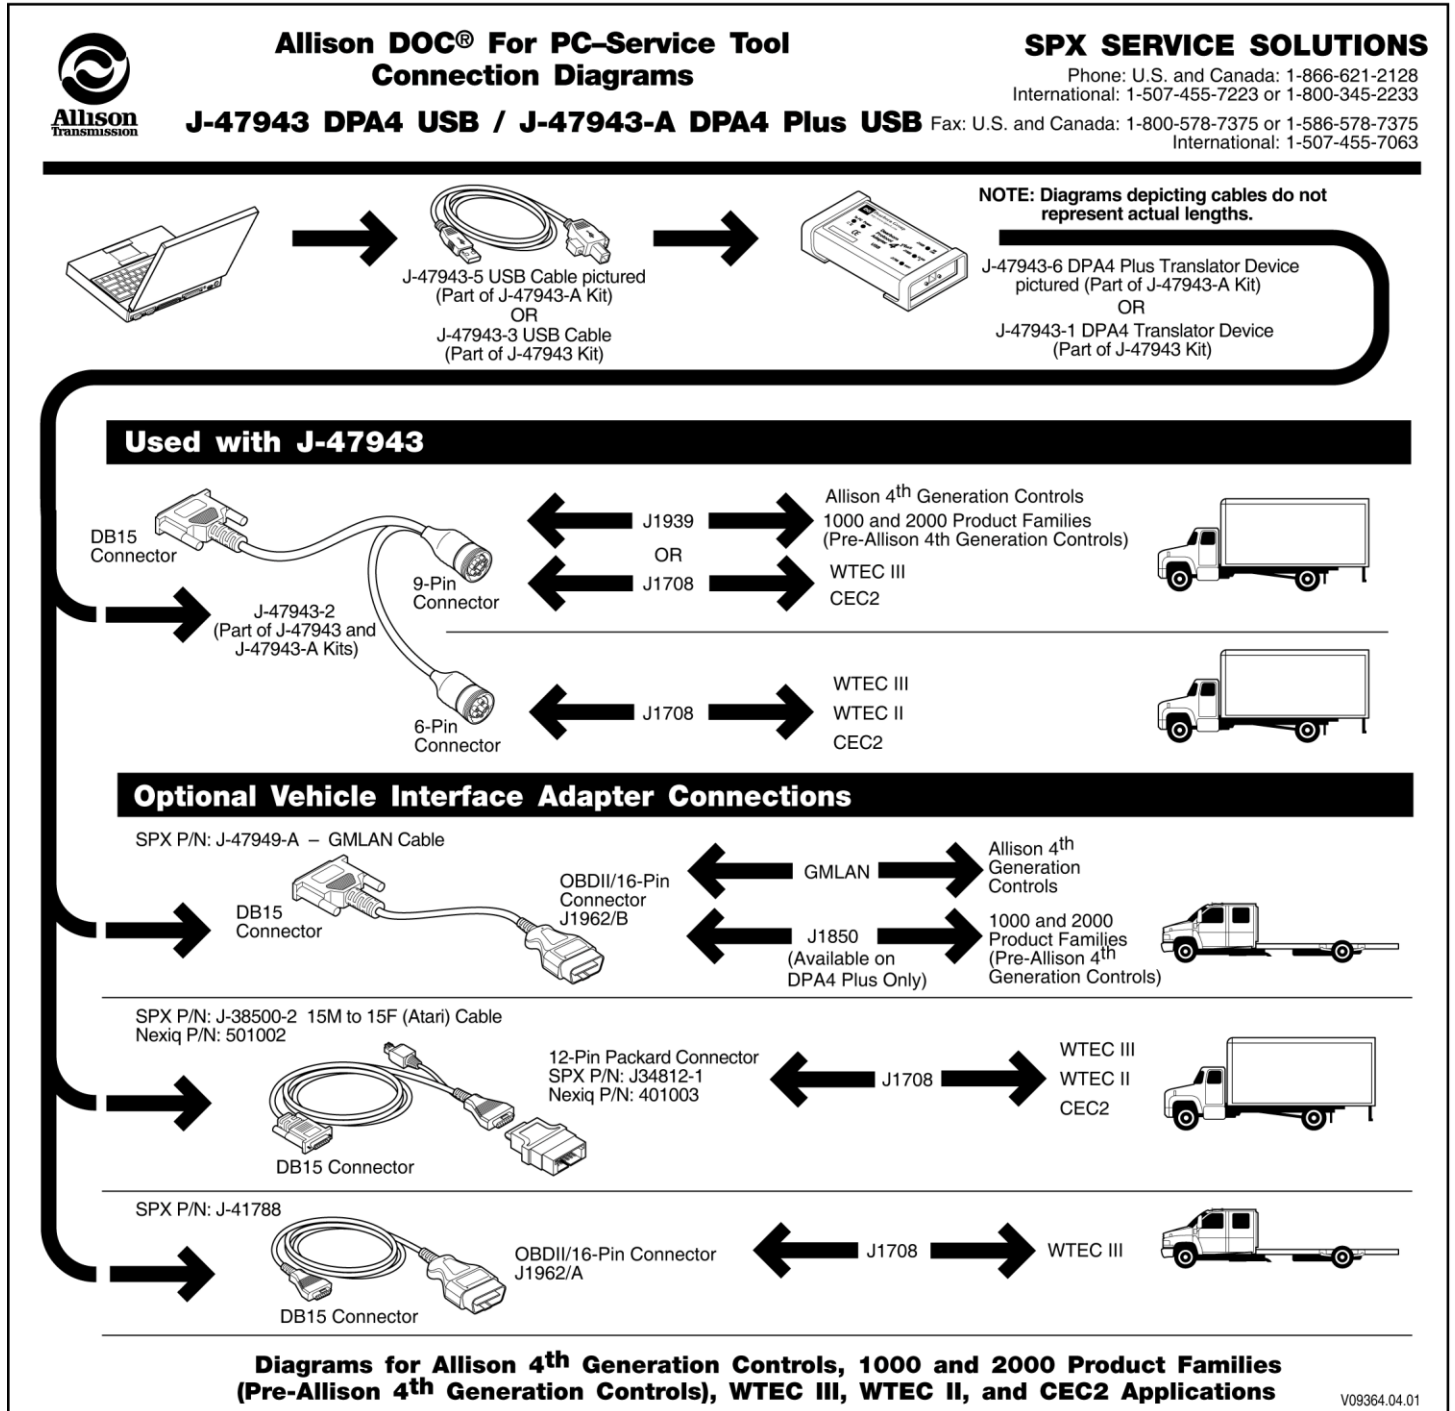 Allison DOC® For PC–Service Tool
Connection Diagrams
J-47943 DPA4 USB / J-47943-A DPA4 Plus USB
Allison
Transmission
SPX SERVICE SOLUTIONS
Phone: U.S. and Canada: 1-866-621-2128
International: 1-507-455-7223 or 1-800-345-2233
Fax: U.S. and Canada: 1-800-578-7375 or 1-586-578-7375
International: 1-507-455-7063
J-47943-5 USB Cable pictured
(Part of J-47943-A Kit)
OR
J-47943-3 USB Cable
(Part of J-47943 Kit)
NOTE: Diagrams depicting cables do not
represent actual lengths.
J-47943-6 DPA4 Plus Translator Device
pictured (Part of J-47943-A Kit)
OR
J-47943-1 DPA4 Translator Device
(Part of J-47943 Kit)
Used with J-47943
DB15
Connector
J-47943-2
(Part of J-47943 and
J-47943-A Kits)
9-Pin
Connector
J1939
OR
J1708
Allison 4th Generation Controls
1000 and 2000 Product Families
(Pre-Allison 4th Generation Controls)
WTEC III
CEC2
6-Pin
Connector
J1708
WTEC III
WTEC II
CEC2
Optional Vehicle Interface Adapter Connections
SPX P/N: J-47949-A – GMLAN Cable
DB15
Connector
OBDII/16-Pin
Connector
J1962/B
GMLAN
Allison 4th
Generation
Controls
J1850
(Available on
DPA4 Plus Only)
1000 and 2000
Product Families
(Pre-Allison 4th
Generation Controls)
SPX P/N: J-38500-2 15M to 15F (Atari) Cable
Nexiq P/N: 501002
DB15 Connector
12-Pin Packard Connector
SPX P/N: J34812-1
Nexiq P/N: 401003
J1708
WTEC III
WTEC II
CEC2
SPX P/N: J-41788
DB15 Connector
OBDII/16-Pin Connector
J1962/A
J1708
WTEC III
Diagrams for Allison 4th Generation Controls, 1000 and 2000 Product Families
(Pre-Allison 4th Generation Controls), WTEC III, WTEC II, and CEC2 Applications
V09364.04.01